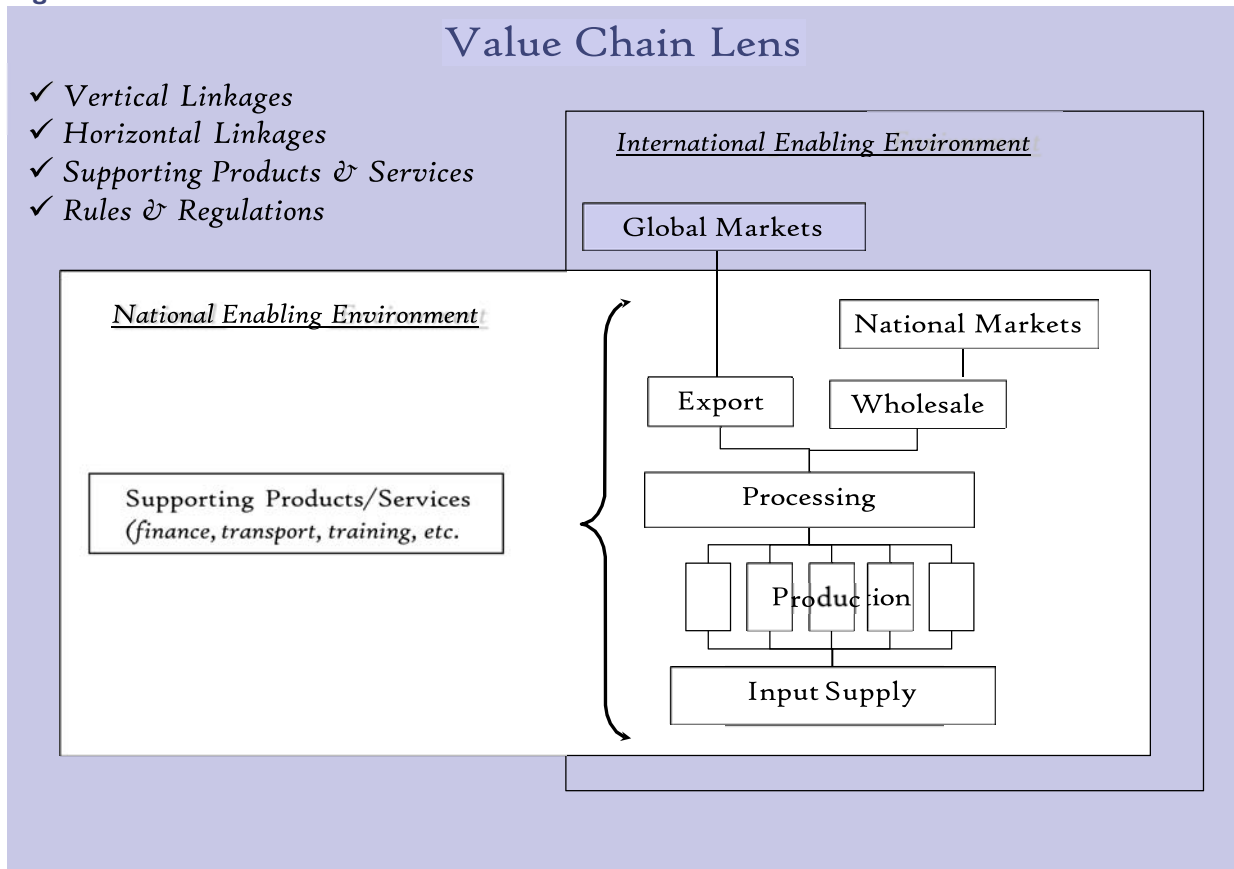 Value Chain Lens
✓ Vertical Linkages
✓ Horizontal Linkages
✓ Supporting Products & Services
✓ Rules & Regulations
International Enabling Environment
Global Markets
National Enabling Environment
National Markets
Export
Wholesale
Supporting Products/Services
(finance, transport, training, etc.
Processing
Production
Input Supply